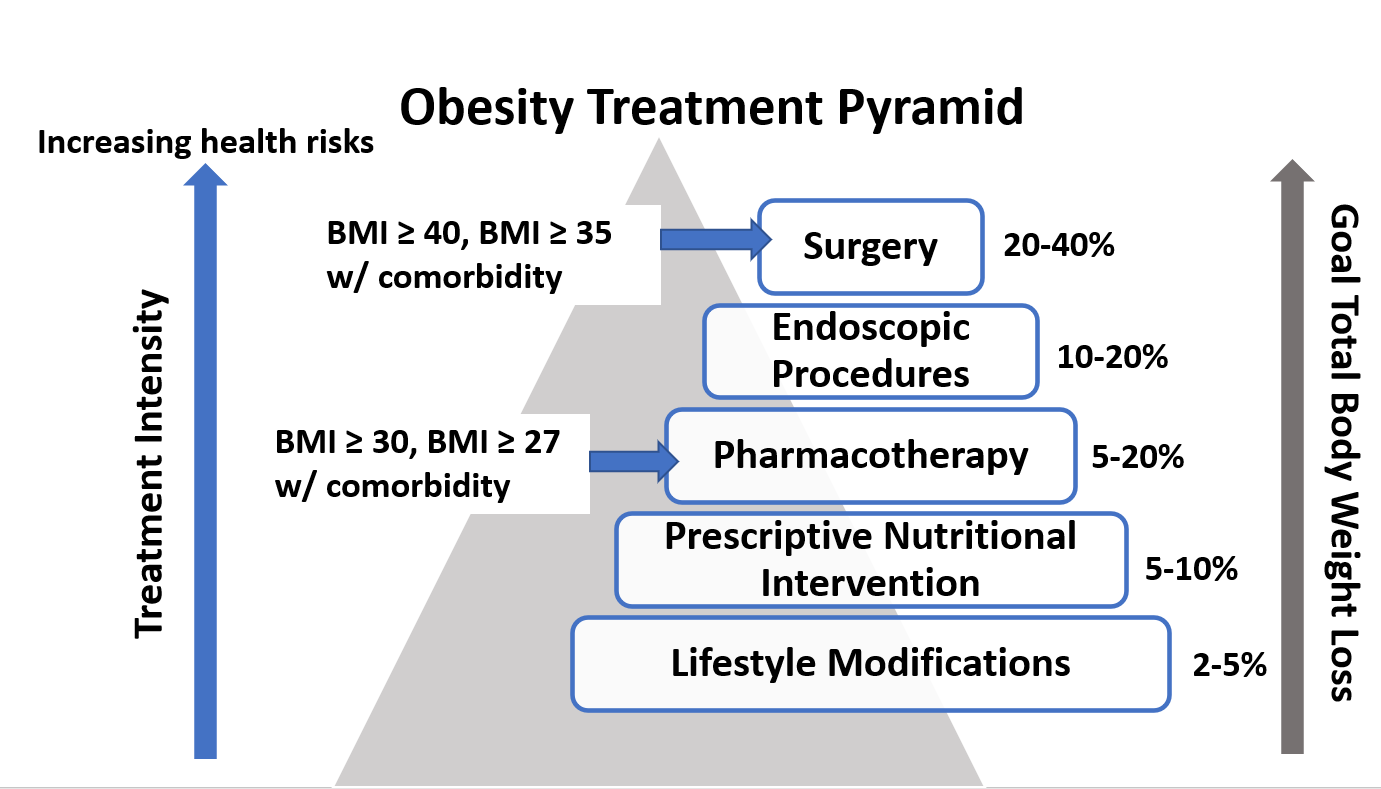 Obesity Treatment Pyramid
Increasing health risks
Treatment Intensity
BMI ≥ 40, BMI ≥ 35
w/ comorbidity
Surgery
20-40%
Endoscopic
Procedures
10-20%
BMI ≥ 30, BMI ≥ 27
w/ comorbidity
Pharmacotherapy
5-20%
Prescriptive Nutritional
Intervention
5-10%
Lifestyle Modifications
2-5%
Goal Total Body Weight Loss